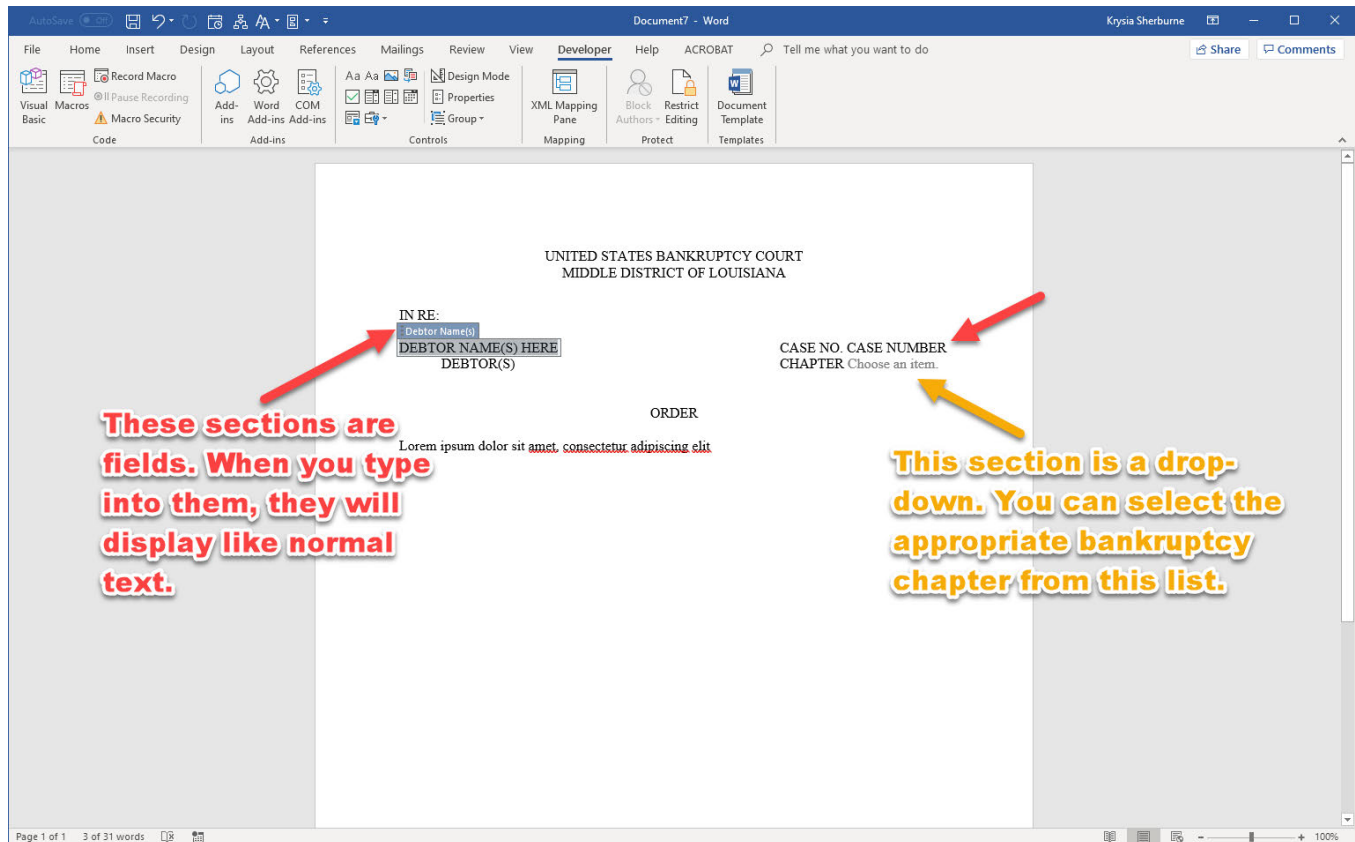 AutoSave Off Document7 - Word Krysia Sherburne
File Home Insert Design Layout References Mailings Review View Developer Help ACROBAT Tell me what you want to do Share Comments
Visual Basic
Macros
Record Macro
Pause Recording
Macro Security
Code
Add-ins
Word Add-ins
COM Add-ins
Add-ins
Aa Aa
Design Mode
Properties
Group
Controls
XML Mapping Pane
Mapping
Block Authors
Restrict Editing
Protect
Document Template
Templates
UNITED STATES BANKRUPTCY COURT
MIDDLE DISTRICT OF LOUISIANA
IN RE:
Debtor Name(s)
DEBTOR NAME(S) HERE CASE NO. CASE NUMBER
DEBTOR(S) CHAPTER Choose an item.
ORDER
Lorem ipsum dolor sit amet, consectetur adipiscing elit
These sections are
fields. When you type
into them, they will
display like normal
text.
This section is a drop-
down. You can select the
appropriate bankruptcy
chapter from this list.
Page 1 of 1 3 of 31 words 100%